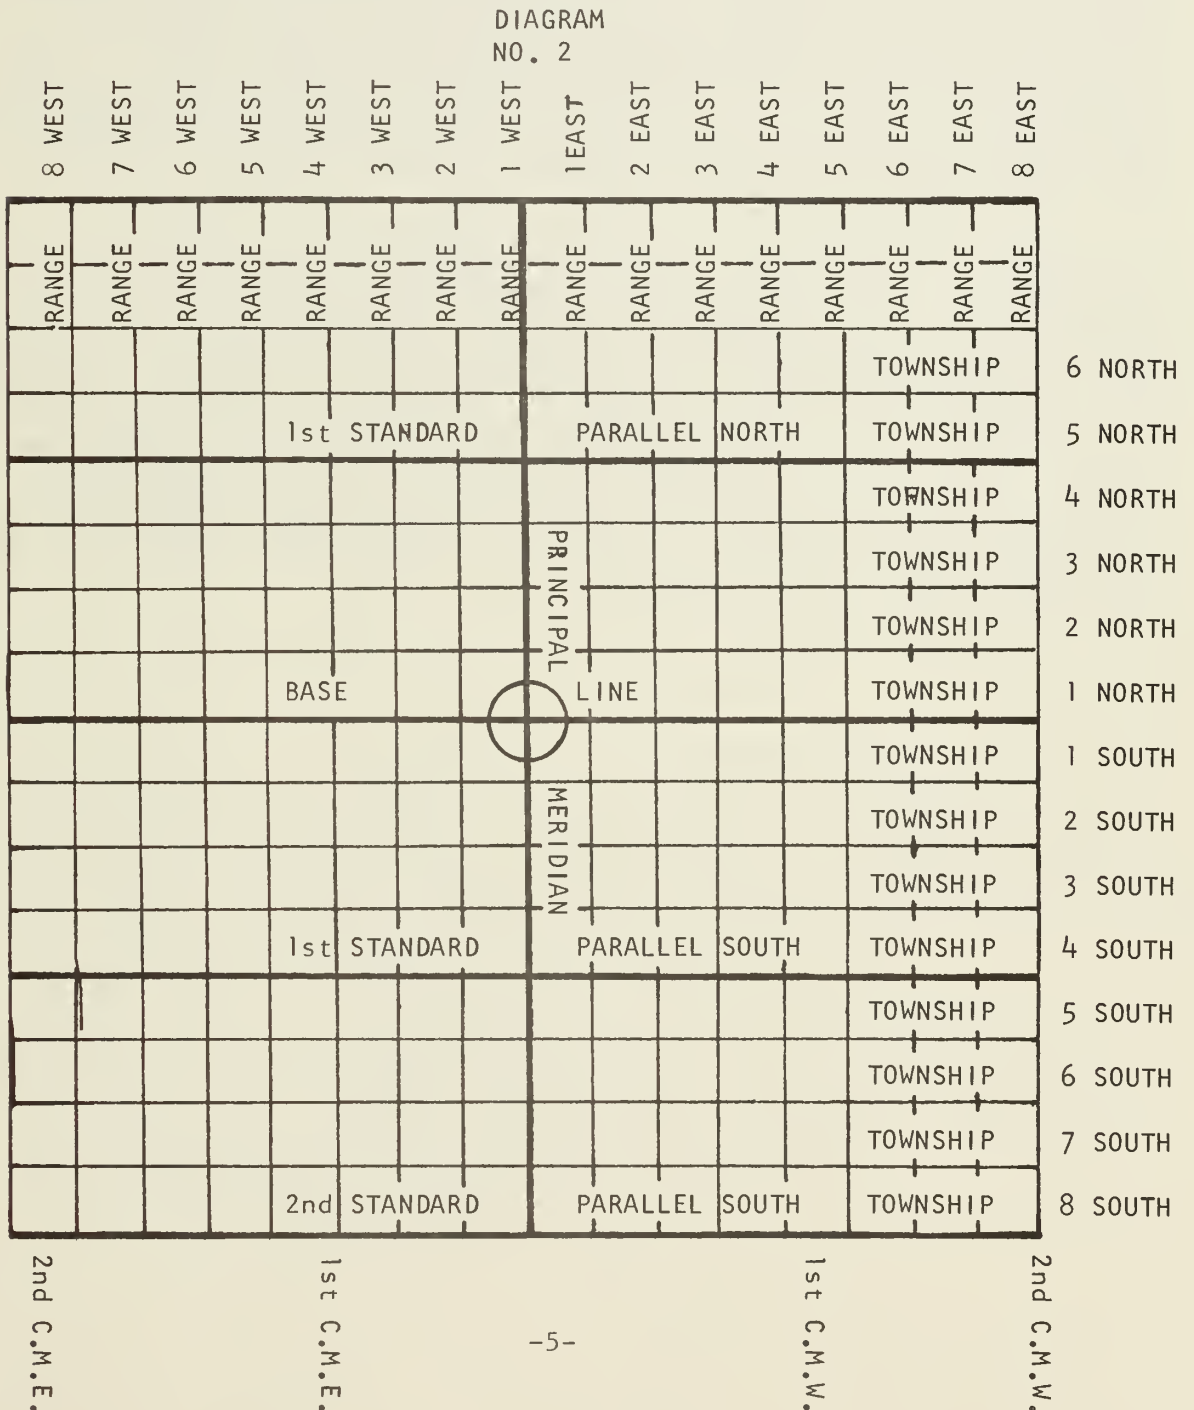 DIAGRAM
NO. 2
8 WEST 7 WEST 6 WEST 5 WEST 4 WEST 3 WEST 2 WEST 1 WEST 1EAST 2 EAST 3 EAST 4 EAST 5 EAST 6 EAST 7 EAST 8 EAST
RANGE RANGE RANGE RANGE RANGE RANGE RANGE RANGE RANGE RANGE RANGE RANGE RANGE RANGE RANGE RANGE
TOWNSHIP 6 NORTH
1st STANDARD PARALLEL NORTH TOWNSHIP 5 NORTH
TOWNSHIP 4 NORTH
PRINCIPAL
TOWNSHIP 3 NORTH
TOWNSHIP 2 NORTH
BASE LINE TOWNSHIP 1 NORTH
TOWNSHIP 1 SOUTH
MERIDIAN
TOWNSHIP 2 SOUTH
TOWNSHIP 3 SOUTH
1st STANDARD PARALLEL SOUTH TOWNSHIP 4 SOUTH
TOWNSHIP 5 SOUTH
TOWNSHIP 6 SOUTH
TOWNSHIP 7 SOUTH
2nd STANDARD PARALLEL SOUTH TOWNSHIP 8 SOUTH
2nd C.M.E. 1st C.M.E. 1st C.M.W. 2nd C.M.W.
-5-